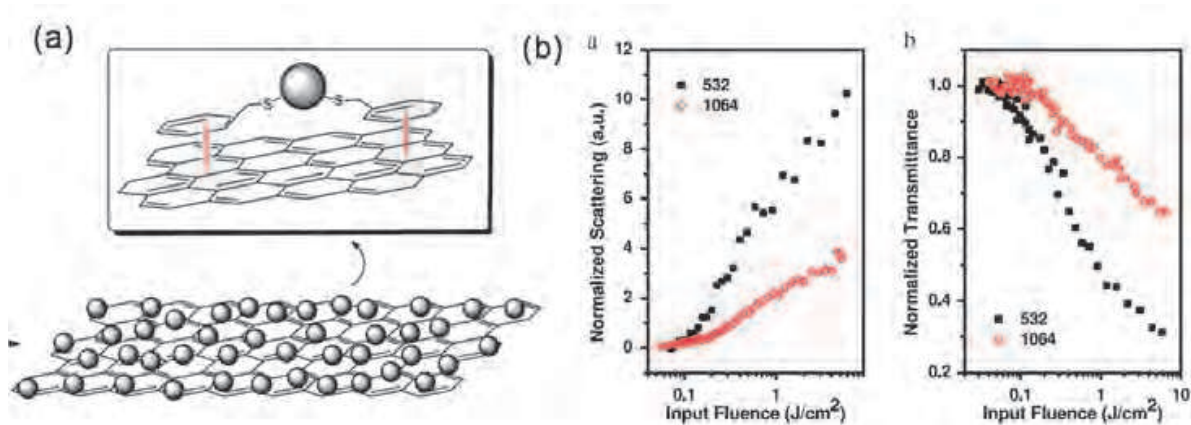 (a)
S
S
(b)
a
Normalized Scattering (a.u.)
12
10
8
6
4
2
0
532
1064
0.1
1
Input Fluence (J/cm²)
b
Normalized Transmittance
1.0
0.8
0.6
0.4
0.2
532
1064
0.1
1
10
Input Fluence (J/cm²)